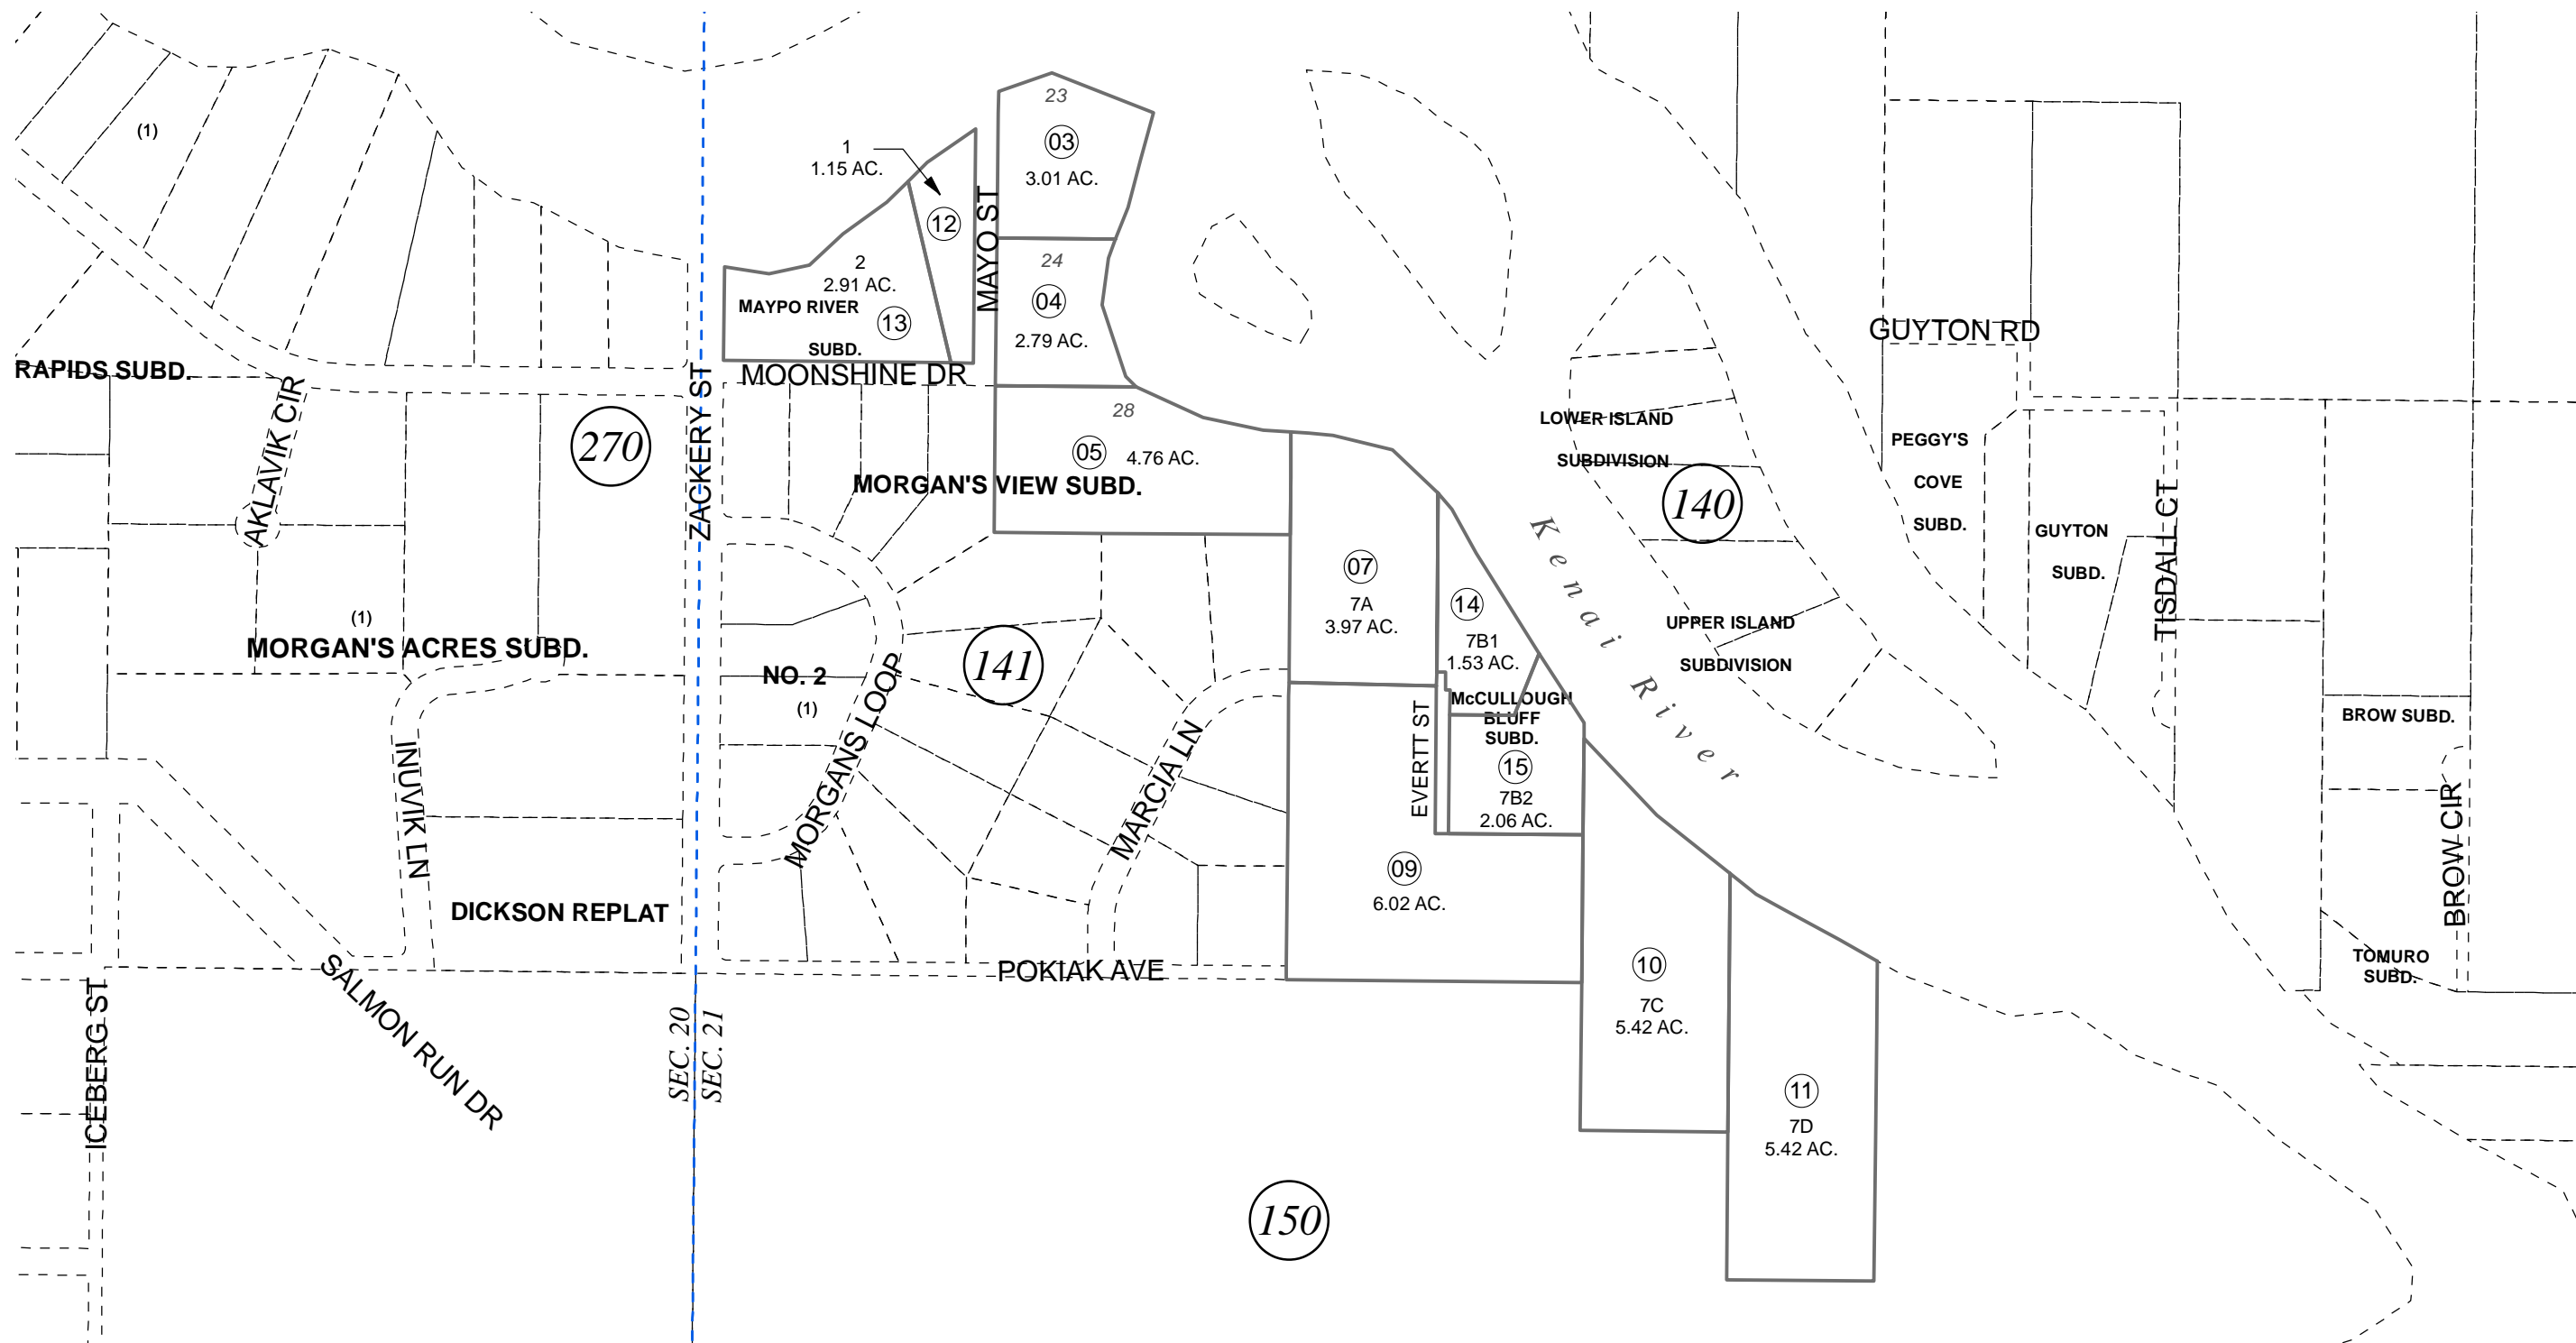 (1)
1
1.15 AC.
12
2
2.91 AC.
MAYPO RIVER
13
SUBD.
MAYO ST
23
03
3.01 AC.
24
04
2.79 AC.
28
05
4.76 AC.
MOONSHINE DR
RAPIDS SUBD.
AKLAVIK CIR
270
ZACKERY ST
MORGAN'S VIEW SUBD.
(1)
MORGAN'S ACRES SUBD.
NO. 2
(1)
141
MORGANS LOOP
MARCIA LN
INUVIK LN
DICKSON REPLAT
POKIAK AVE
SALMON RUN DR
ICEBERG ST
SEC. 20
SEC. 21
07
7A
3.97 AC.
14
7B1
1.53 AC.
McCULLOUGH
BLUFF
SUBD.
EVERTT ST
15
7B2
2.06 AC.
09
6.02 AC.
10
7C
5.42 AC.
11
7D
5.42 AC.
150
Kenai River
LOWER ISLAND
SUBDIVISION
140
UPPER ISLAND
SUBDIVISION
GUYTON RD
PEGGY'S
COVE
SUBD.
GUYTON
SUBD.
TISDALL CT
BROW SUBD.
BROW CIR
TOMURO
SUBD.